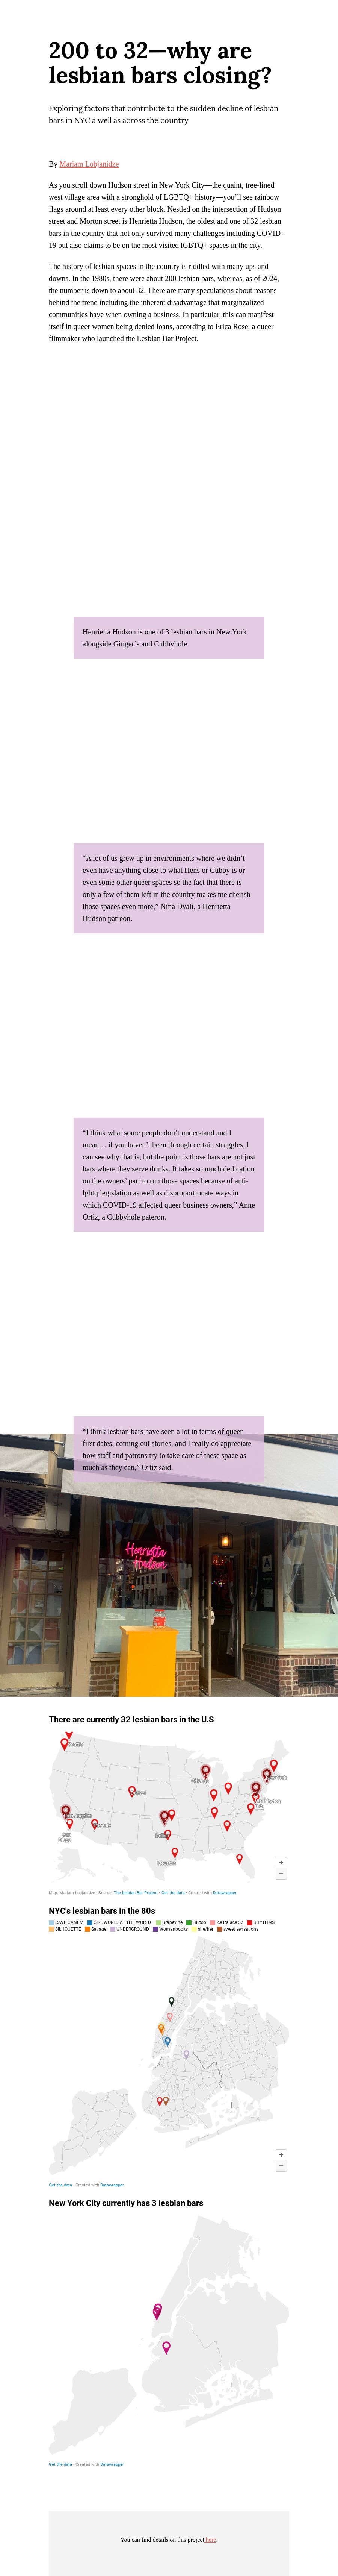 200 to 32—why are
lesbian bars closing?
Exploring factors that contribute to the sudden decline of lesbian
bars in NYC a well as across the country
By Mariam Lobjanidze
As you stroll down Hudson street in New York City—the quaint, tree-lined
west village area with a stronghold of LGBTQ+ history—you’ll see rainbow
flags around at least every other block. Nestled on the intersection of Hudson
street and Morton street is Henrietta Hudson, the oldest and one of 32 lesbian
bars in the country that not only survived many challenges including COVID-
19 but also claims to be on the most visited lGBTQ+ spaces in the city.
The history of lesbian spaces in the country is riddled with many ups and
downs. In the 1980s, there were about 200 lesbian bars, whereas, as of 2024,
the number is down to about 32. There are many speculations about reasons
behind the trend including the inherent disadvantage that marginzalized
communities have when owning a business. In particular, this can manifest
itself in queer women being denied loans, according to Erica Rose, a queer
filmmaker who launched the Lesbian Bar Project.
Henrietta Hudson is one of 3 lesbian bars in New York
alongside Ginger’s and Cubbyhole.
“A lot of us grew up in environments where we didn’t
even have anything close to what Hens or Cubby is or
even some other queer spaces so the fact that there is
only a few of them left in the country makes me cherish
those spaces even more,” Nina Dvali, a Henrietta
Hudson patreon.
“I think what some people don’t understand and I
mean… if you haven’t been through certain struggles, I
can see why that is, but the point is those bars are not just
bars where they serve drinks. It takes so much dedication
on the owners’ part to run those spaces because of anti-
lgbtq legislation as well as disproportionate ways in
which COVID-19 affected queer business owners,” Anne
Ortiz, a Cubbyhole pateron.
“I think lesbian bars have seen a lot in terms of queer
first dates, coming out stories, and I really do appreciate
how staff and patrons try to take care of these space as
much as they can,” Ortiz said.
Henrietta
Hudson
A
There are currently 32 lesbian bars in the U.S
Seattle
Chicago
New York
Denver
Washington
D.C.
Los Angeles
Phoenix
San
Diego
Dallas
Houston
+
−
Map: Mariam Lobjanidze • Source: The lesbian Bar Project • Get the data • Created with Datawrapper
NYC's lesbian bars in the 80s
CAVE CANEM GIRL WORLD AT THE WORLD Grapevine Hilltop Ice Palace 57 RHYTHMS
SILHOUETTE Savage UNDERGROUND Womanbooks she/her sweet sensations
+
−
Get the data • Created with Datawrapper
New York City currently has 3 lesbian bars
Get the data • Created with Datawrapper
You can find details on this project here.